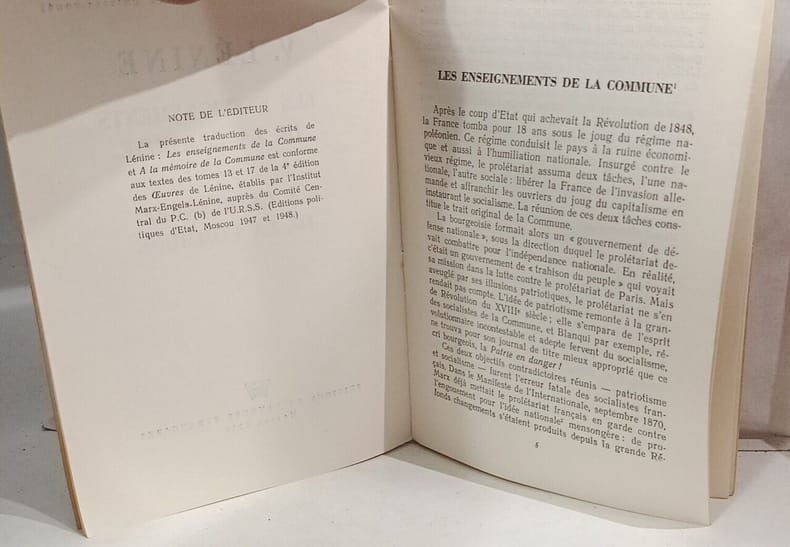 NOTE DE L'EDITEUR
La présente traduction des écrits de
Lénine : Les enseignements de la Commune
et A la mémoire de la Commune est conforme
aux textes des tomes 13 et 17 de la 4e édition
des Œuvres de Lénine, établis par l'Institut
Marx-Engels-Lénine, auprès du Comité Cen-
tral du P.C. (b) de l'U.R.S.S. (Editions poli-
tiques d'Etat, Moscou 1947 et 1948.)
LES ENSEIGNEMENTS DE LA COMMUNE¹
Après le coup d'Etat qui achevait la Révolution de 1848,
la France tomba pour 18 ans sous le joug du régime na-
poléonien. Ce régime conduisit le pays à la ruine économi-
que et aussi à l'humiliation nationale. Insurgé contre le
vieux régime, le prolétariat assuma deux tâches, l'une na-
tionale, l'autre sociale : libérer la France de l'invasion alle-
mande et affranchir les ouvriers du joug du capitalisme en
instaurant le socialisme. La réunion de ces deux tâches cons-
titue le trait original de la Commune.
La bourgeoisie formait alors un « gouvernement de dé-
fense nationale », sous la direction duquel le prolétariat de-
vait combattre pour l'indépendance nationale. En réalité,
c'était un gouvernement de « trahison du peuple » qui voyait
sa mission dans la lutte contre le prolétariat de Paris. Mais
aveuglé par ses illusions patriotiques, le prolétariat ne s'en
rendait pas compte. L'idée de patriotisme remonte à la gran-
de Révolution du XVIIIe siècle ; elle s'empara de l'esprit
des socialistes de la Commune, et Blanqui par exemple, ré-
volutionnaire incontestable et adepte fervent du socialisme,
ne trouva pour son journal de titre mieux approprié que ce
cri bourgeois, la Patrie en danger !
Ces deux objectifs contradictoires réunis — patriotisme
et socialisme — furent l'erreur fatale des socialistes fran-
çais. Dans le Manifeste de l'Internationale, septembre 1870,
Marx déjà mettait le prolétariat français en garde contre
l'engouement pour l'idée nationale² mensongère : de pro-
fonds changements s'étaient produits depuis la grande Ré-
5